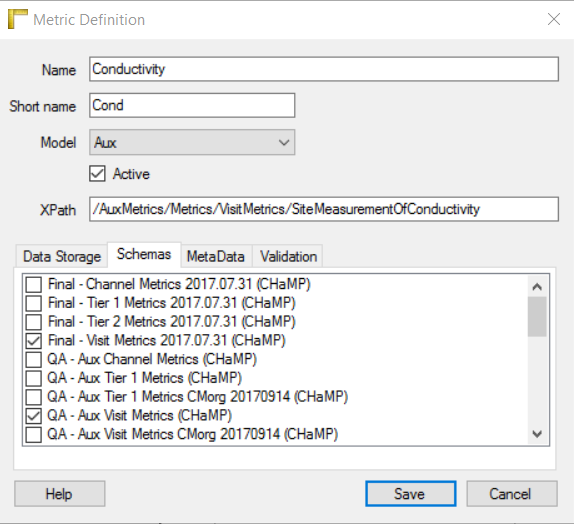 Metric Definition
Name Conductivity
Short name Cond
Model Aux
Active
XPath /AuxMetrics/Metrics/VisitMetrics/SiteMeasurementOfConductivity
Data Storage Schemas MetaData Validation
Final - Channel Metrics 2017.07.31 (CHaMP)
Final - Tier 1 Metrics 2017.07.31 (CHaMP)
Final - Tier 2 Metrics 2017.07.31 (CHaMP)
Final - Visit Metrics 2017.07.31 (CHaMP)
QA - Aux Channel Metrics (CHaMP)
QA - Aux Tier 1 Metrics (CHaMP)
QA - Aux Tier 1 Metrics CMorg 20170914 (CHaMP)
QA - Aux Visit Metrics (CHaMP)
QA - Aux Visit Metrics CMorg 20170914 (CHaMP)
Help Save Cancel